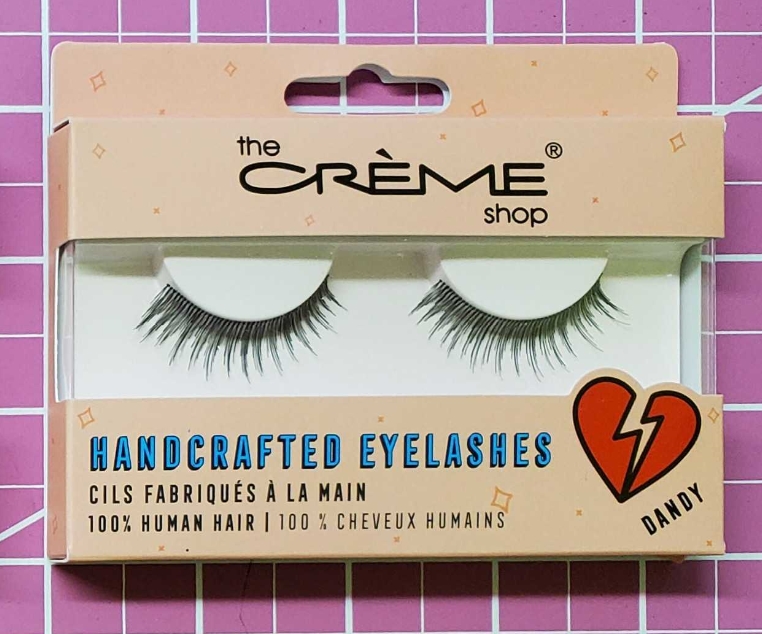 the
CRÈME®
shop
HANDCRAFTED EYELASHES
CILS FABRIQUÉS À LA MAIN
100% HUMAN HAIR | 100 % CHEVEUX HUMAINS
DANDY